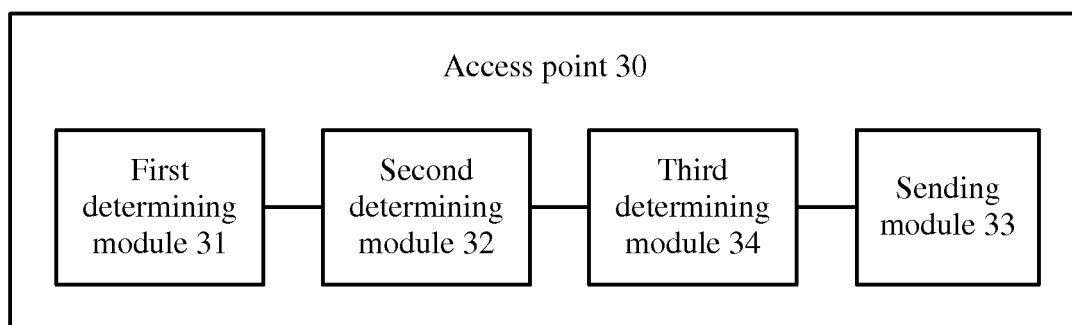 Access point 30
First
determining
module 31
Second
determining
module 32
Third
determining
module 34
Sending
module 33